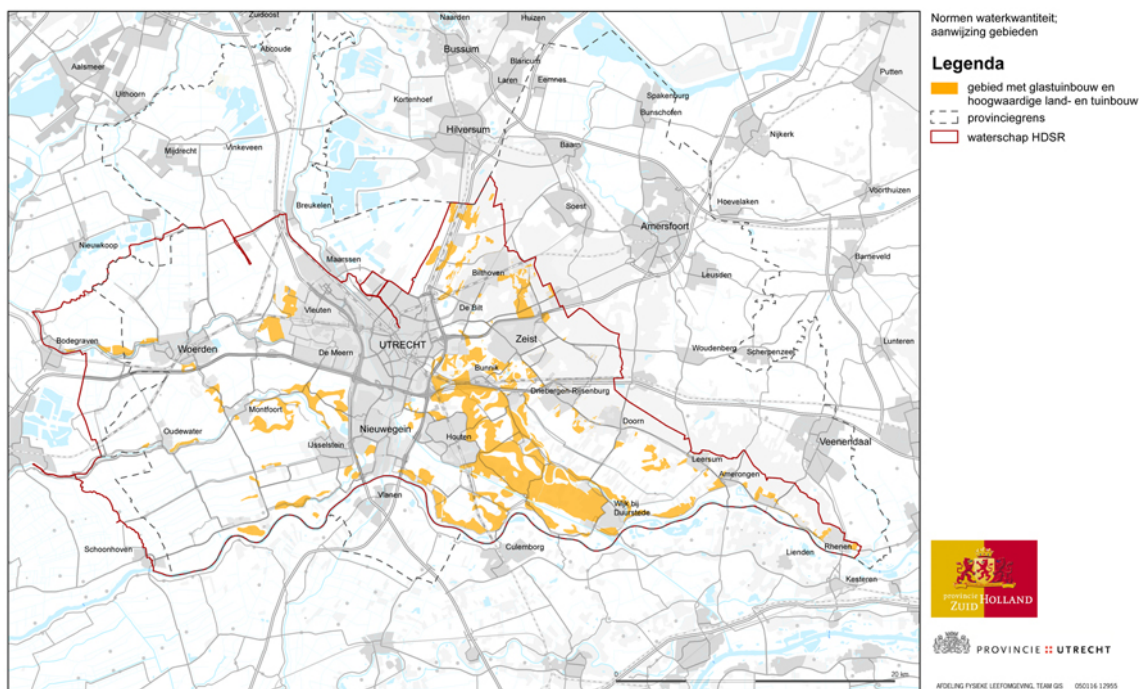 Normen waterkwantiteit;
aanwijzing gebieden
Legenda
gebied met glastuinbouw en
hoogwaardige land- en tuinbouw
provinciegrens
waterschap HDSR
Zuidoost
Abcoude
Naarden
Huizen
Bussum
Blaricum
Laren
Eemnes
Aalsmeer
Uithoorn
Kortenhoef
Spakenburg
Bunschoten
Putten
Hilversum
Nijkerk
Mijdrecht
Vinkeveen
Baarn
Breukelen
Soest
Hoevelaken
Voorthuizen
Amersfoort
Nieuwkoop
Maarssen
Bilthoven
Leusden
Barneveld
Vleuten
De Bilt
Bodegraven
Woerden
De Meern
UTRECHT
Zeist
Woudenberg
Scherpenzeel
Lunteren
Bunnik
Driebergen-Rijsenburg
Montfoort
Doorn
Oudewater
Nieuwegein
Houten
Veenendaal
IJsselstein
Leersum
Amerongen
Vianen
Wijk bij
Duurstede
Schoonhoven
Culemborg
Lienden
Rhenen
Kesteren
0
20 km
provincie
ZUID HOLLAND
PROVINCIE UTRECHT
AFDELING FYSIEKE LEEFOMGEVING, TEAM GIS 050116 12955